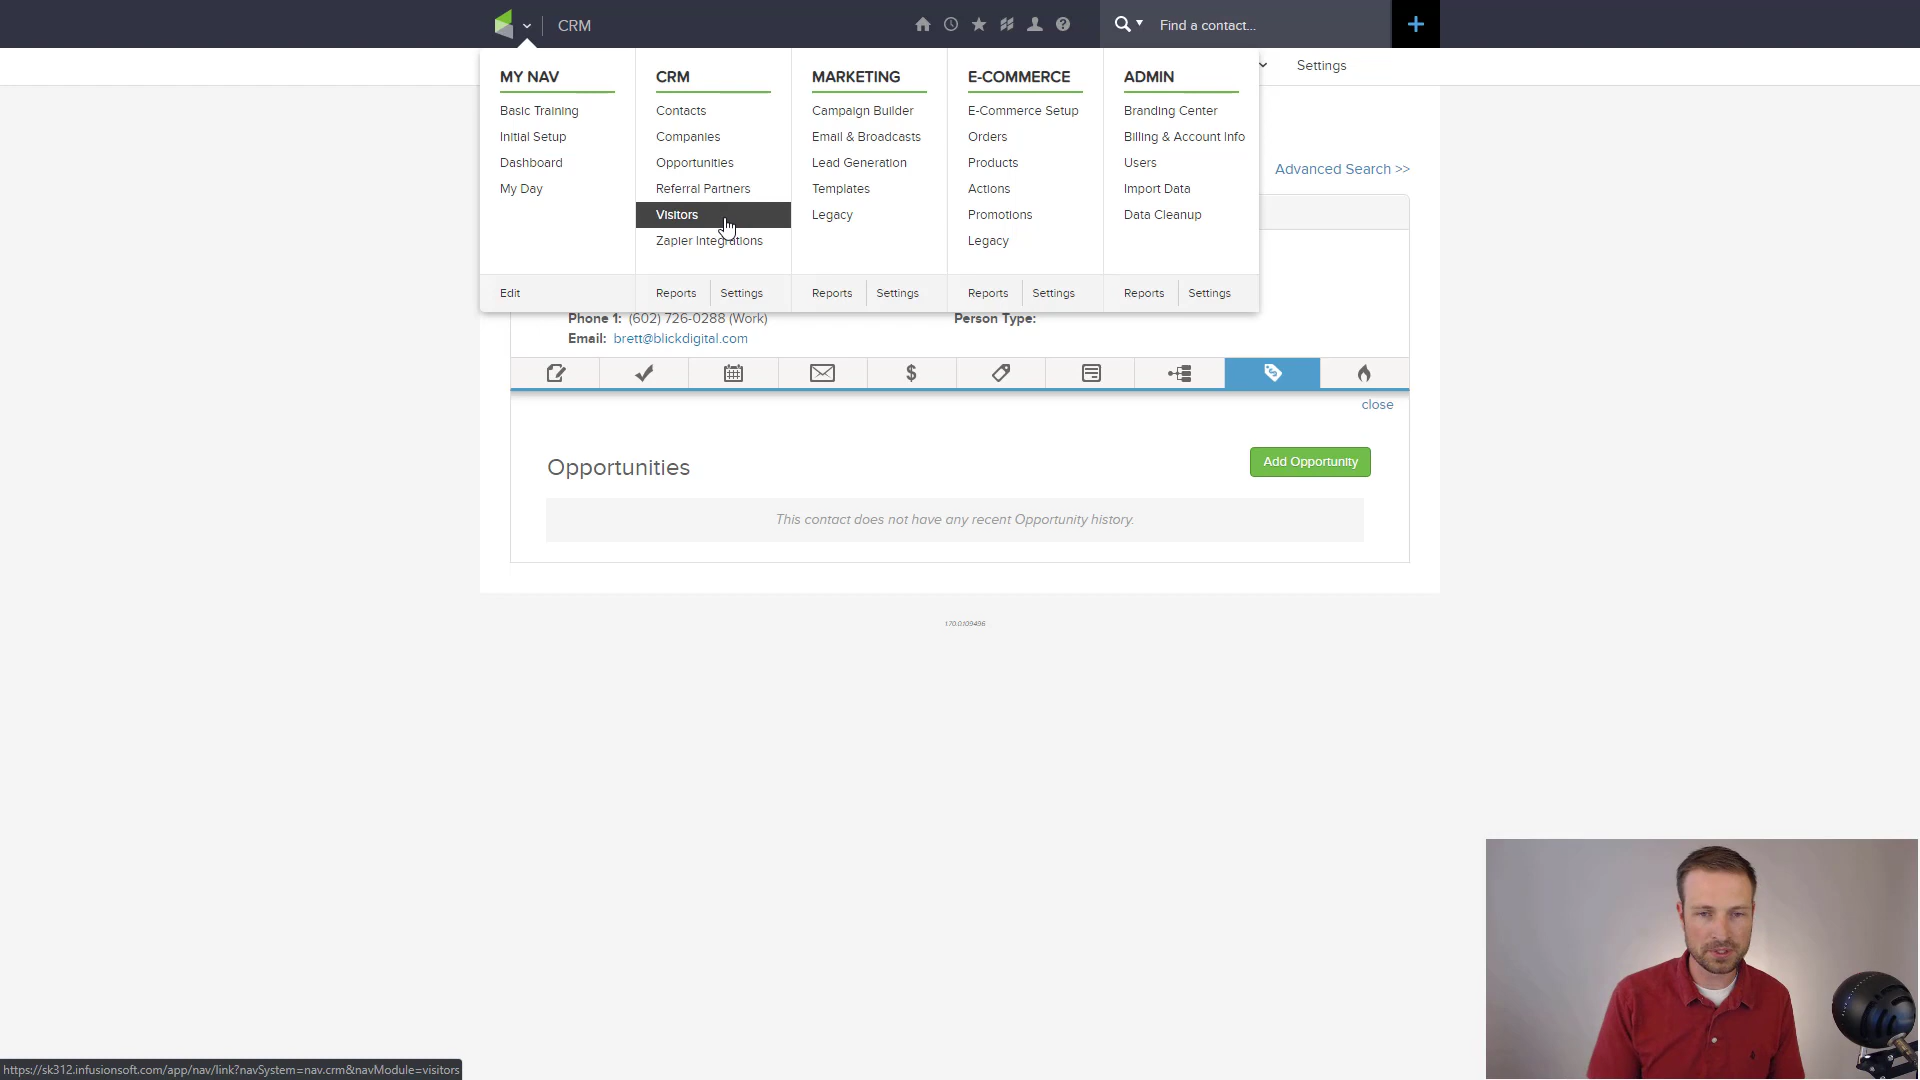 CRM
Find a contact...
Settings
MY NAV
Basic Training
Initial Setup
Dashboard
My Day
Edit
CRM
Contacts
Companies
Opportunities
Referral Partners
Visitors
Zapier Integrations
Reports
Settings
MARKETING
Campaign Builder
Email & Broadcasts
Lead Generation
Templates
Legacy
Reports
Settings
E-COMMERCE
E-Commerce Setup
Orders
Products
Actions
Promotions
Legacy
Reports
Settings
ADMIN
Branding Center
Billing & Account Info
Users
Import Data
Data Cleanup
Reports
Settings
Advanced Search >>
Phone 1: (602) 726-0288 (Work)
Person Type:
Email: brett@blickdigital.com
close
Opportunities
Add Opportunity
This contact does not have any recent Opportunity history.
1.70.0.109496
https://sk312.infusionsoft.com/app/nav/link?navSystem=nav.crm&navModule=visitors